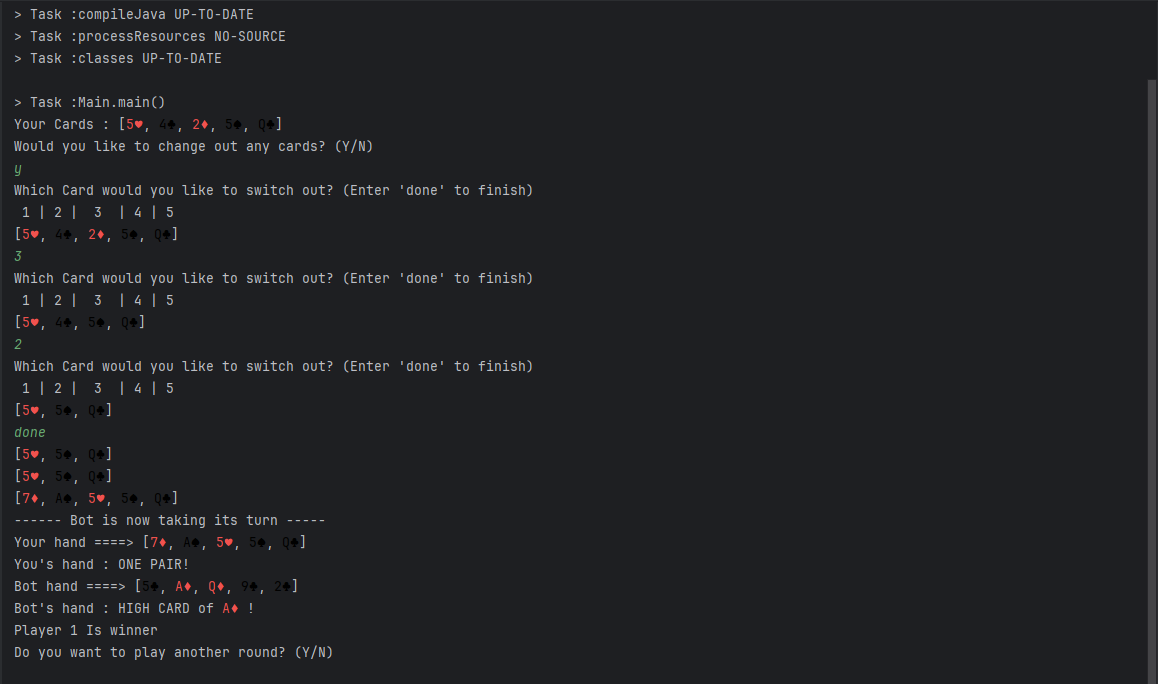 > Task :compileJava UP-TO-DATE
> Task :processResources NO-SOURCE
> Task :classes UP-TO-DATE
> Task :Main.main()
Your Cards : [5♥, 4♣, 2♦, 5♠, Q♣]
Would you like to change out any cards? (Y/N)
y
Which Card would you like to switch out? (Enter 'done' to finish)
1 | 2 | 3 | 4 | 5
[5♥, 4♣, 2♦, 5♠, Q♣]
3
Which Card would you like to switch out? (Enter 'done' to finish)
1 | 2 | 3 | 4 | 5
[5♥, 4♣, 5♠, Q♣]
2
Which Card would you like to switch out? (Enter 'done' to finish)
1 | 2 | 3 | 4 | 5
[5♥, 5♠, Q♣]
done
[5♥, 5♠, Q♣]
[5♥, 5♠, Q♣]
[7♦, A♠, 5♥, 5♠, Q♣]
------ Bot is now taking its turn -----
Your hand ====> [7♦, A♠, 5♥, 5♠, Q♣]
You's hand : ONE PAIR!
Bot hand ====> [5♣, A♦, Q♦, 9♣, 2♣]
Bot's hand : HIGH CARD of A♦ !
Player 1 Is winner
Do you want to play another round? (Y/N)